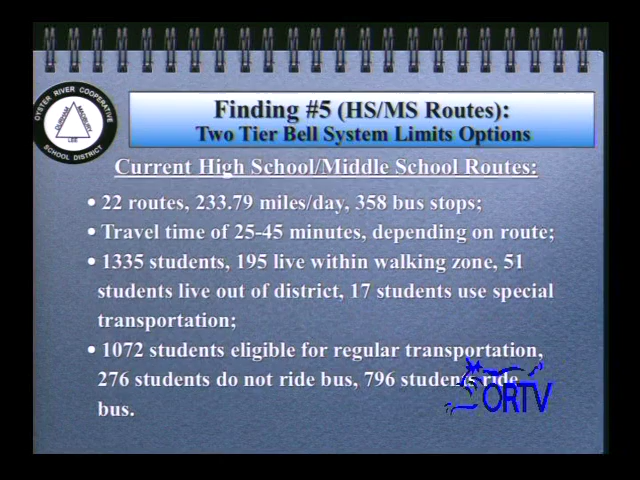 OYSTER RIVER COOPERATIVE
DURHAM
MADBURY
LEE
SCHOOL DISTRICT
Finding #5 (HS/MS Routes):
Two Tier Bell System Limits Options
Current High School/Middle School Routes:
• 22 routes, 233.79 miles/day, 358 bus stops;
• Travel time of 25-45 minutes, depending on route;
• 1335 students, 195 live within walking zone, 51
students live out of district, 17 students use special
transportation;
• 1072 students eligible for regular transportation,
276 students do not ride bus, 796 students ride
bus.
ORTV